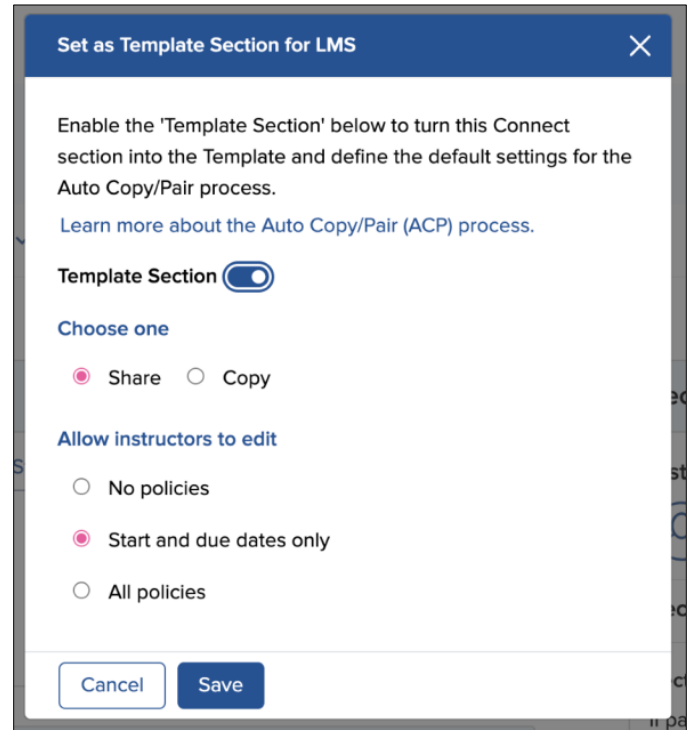 Set as Template Section for LMS
Enable the 'Template Section' below to turn this Connect
section into the Template and define the default settings for the
Auto Copy/Pair process.
Learn more about the Auto Copy/Pair (ACP) process.
Template Section
Choose one
Share Copy
Allow instructors to edit
No policies
Start and due dates only
All policies
Cancel Save